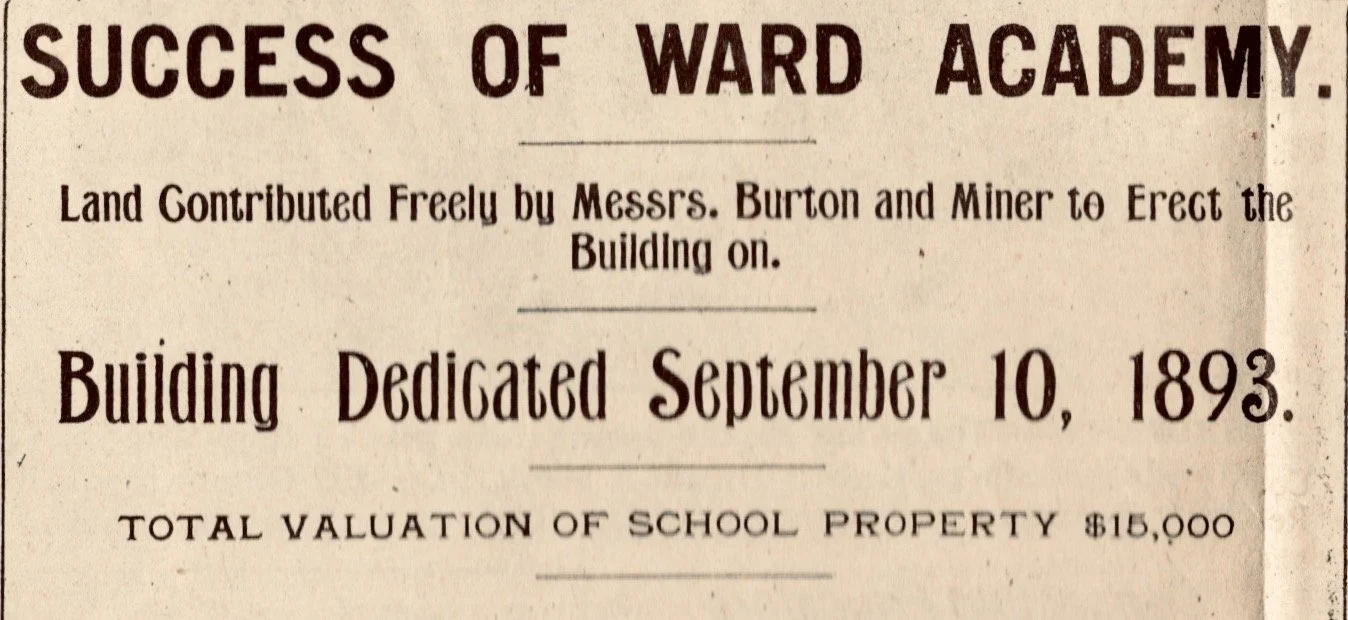 SUCCESS OF WARD ACADEMY.
Land Contributed Freely by Messrs. Burton and Miner to Erect the
Building on.
Building Dedicated September 10, 1893.
TOTAL VALUATION OF SCHOOL PROPERTY $15,000